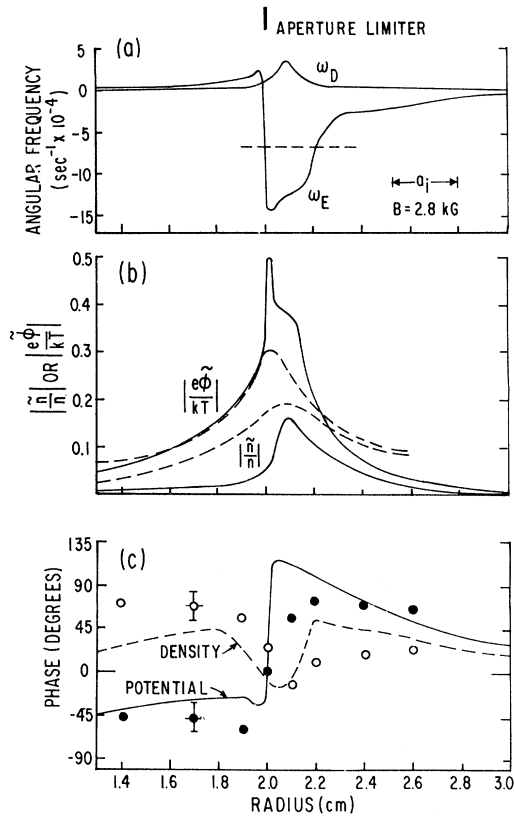 APERTURE LIMITER
(a)
ANGULAR FREQUENCY
(sec⁻¹ x 10⁻⁴)
5
0
-5
-10
-15
ω_D
ω_E
a_i
B = 2.8 kG
(b)
|ñ/n| OR |eφ̃/kT|
0.5
0.4
0.3
0.2
0.1
|eφ̃/kT|
|ñ/n|
(c)
PHASE (DEGREES)
135
90
45
0
-45
-90
DENSITY
POTENTIAL
1.4 1.6 1.8 2.0 2.2 2.4 2.6 2.8 3.0
RADIUS (cm)